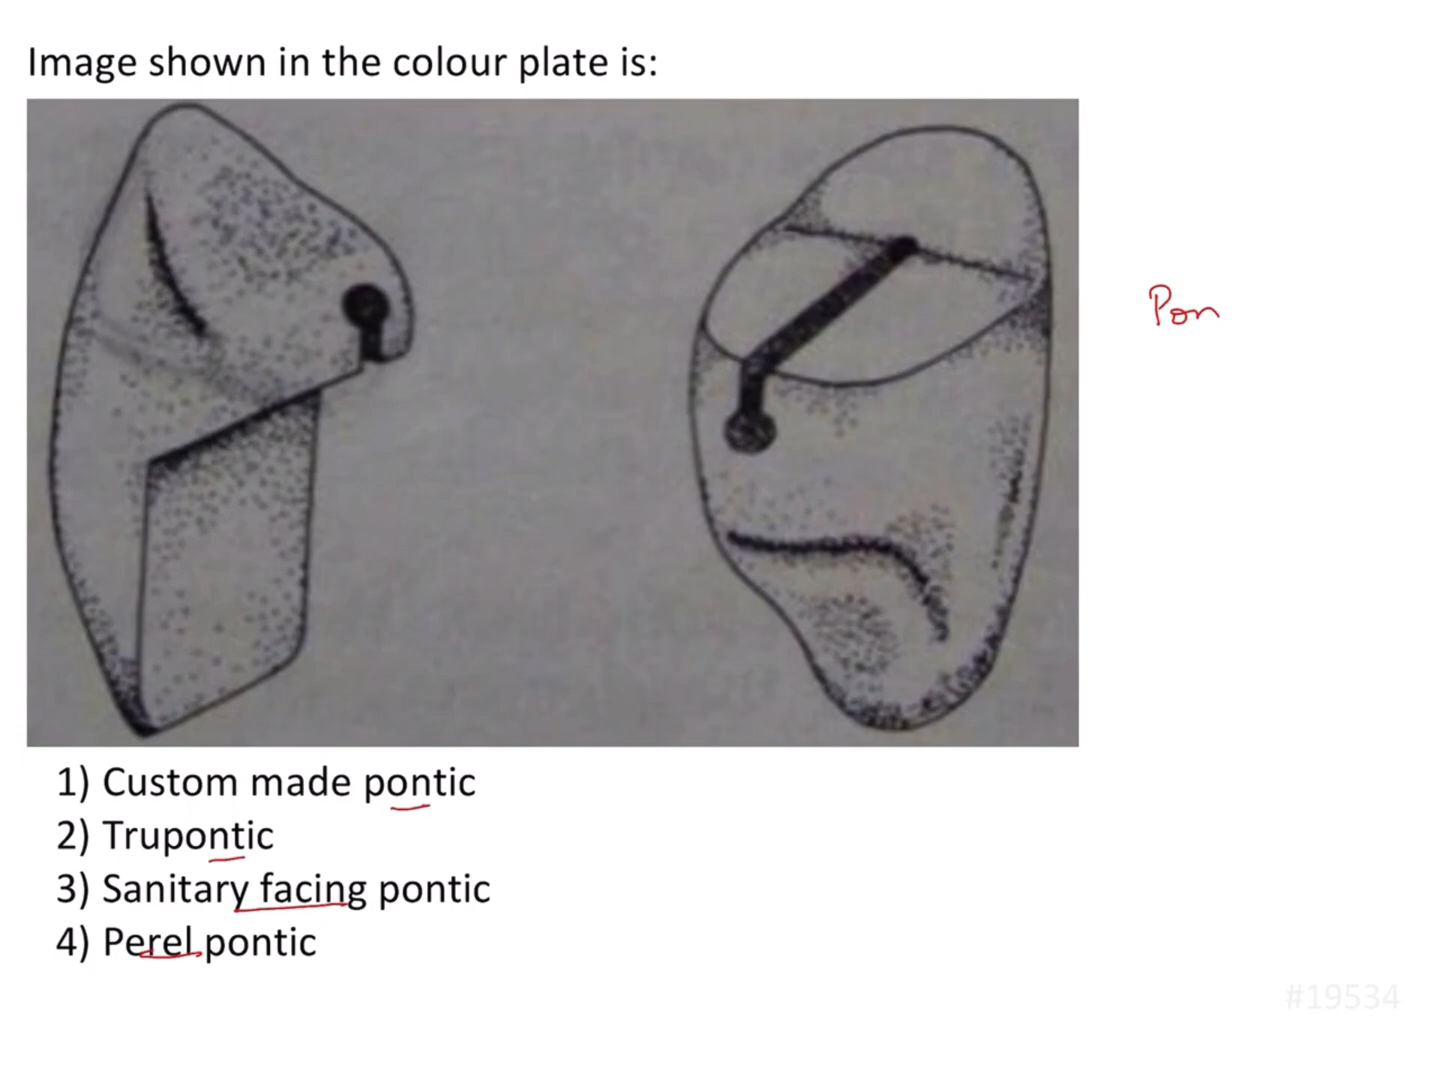 Image shown in the colour plate is:
Pon
1) Custom made pontic
2) Trupontic
3) Sanitary facing pontic
4) Perel pontic
#19534